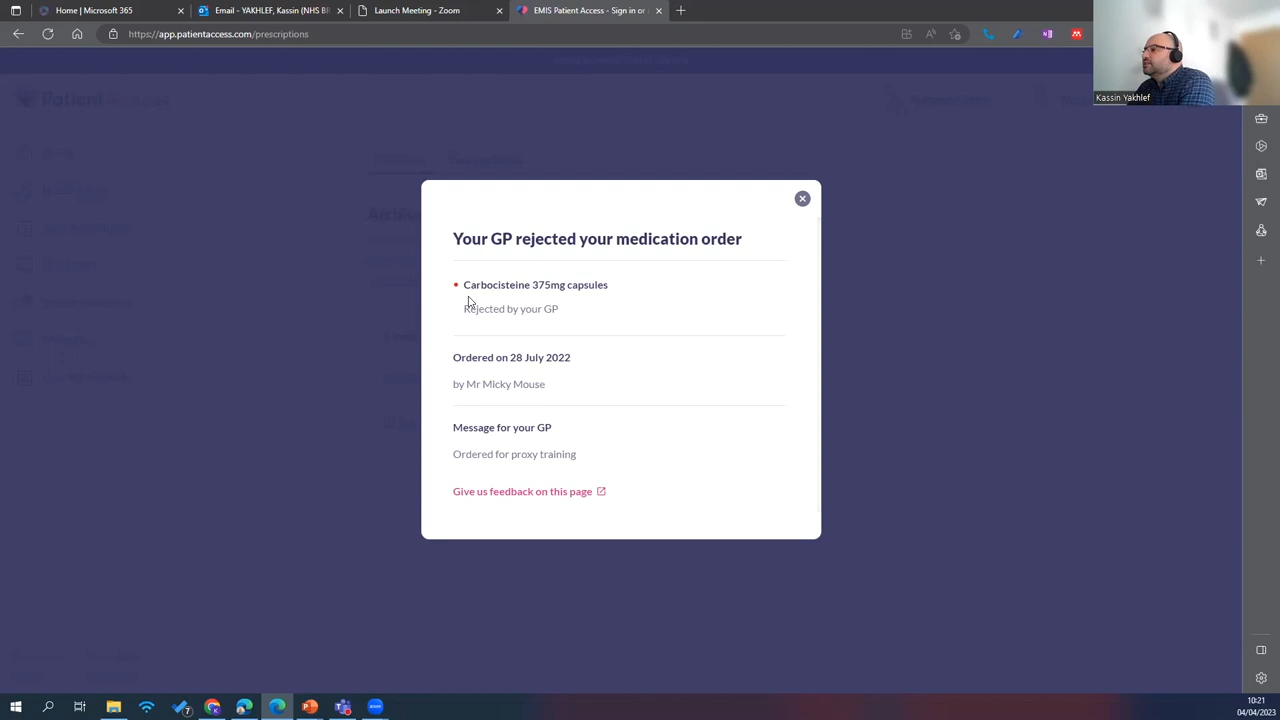 Home | Microsoft 365
Email - YAKHLEF, Kassin (NHS BR
Launch Meeting - Zoom
EMIS Patient Access - Sign in or
https://app.patientaccess.com/prescriptions
Kassin Yakhlef
Patient
Your GP rejected your medication order
Carbocisteine 375mg capsules
Rejected by your GP
Ordered on 28 July 2022
by Mr Micky Mouse
Message for your GP
Ordered for proxy training
Give us feedback on this page
10:21
04/04/2023